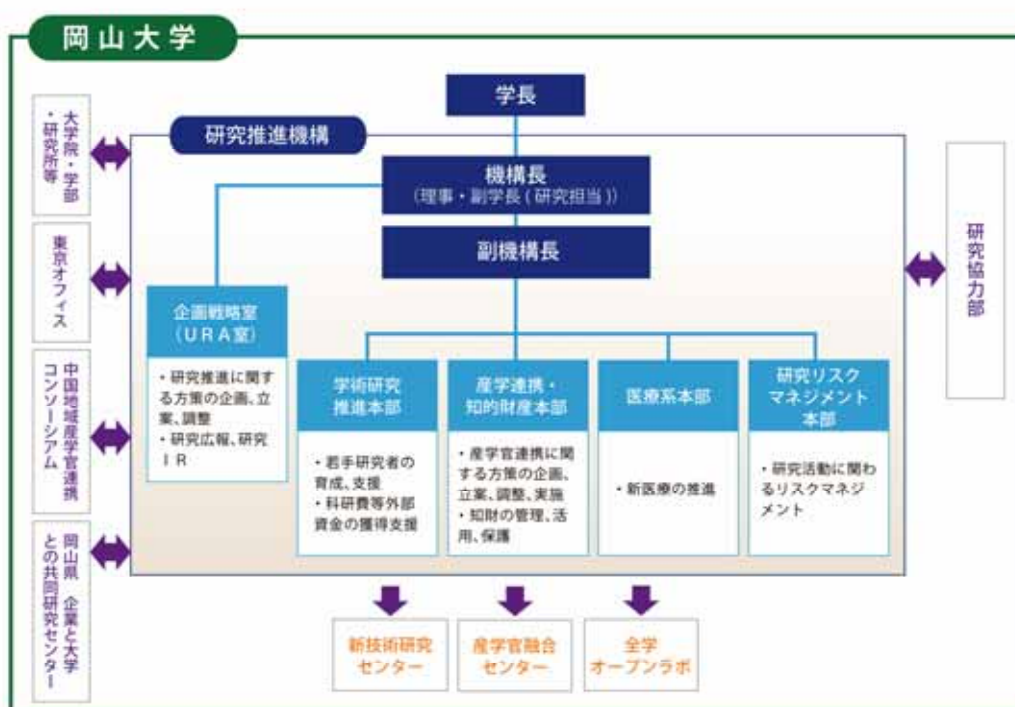 岡山大学
学長
研究推進機構
機構長
(理事・副学長(研究担当))
副機構長
大学院・学部
・研究所等
東京オフィス
中国地域産学官連携
コンソーシアム
岡山県　企業と大学
との共同研究センター
研究協力部
企画戦略室
(URA室)
・研究推進に関す
る方策の企画、立
案、調整
・研究広報、研究
IR
学術研究
推進本部
・若手研究者の
育成、支援
・科研費等外部
資金の獲得支援
産学連携・
知的財産本部
・産学官連携に関
する方策の企画、
立案、調整、実施
・知財の管理、活
用、保護
医療系本部
・新医療の推進
研究リスク
マネジメント
本部
・研究活動に関わ
るリスクマネジ
メント
新技術研究
センター
産学官融合
センター
全学
オープンラボ